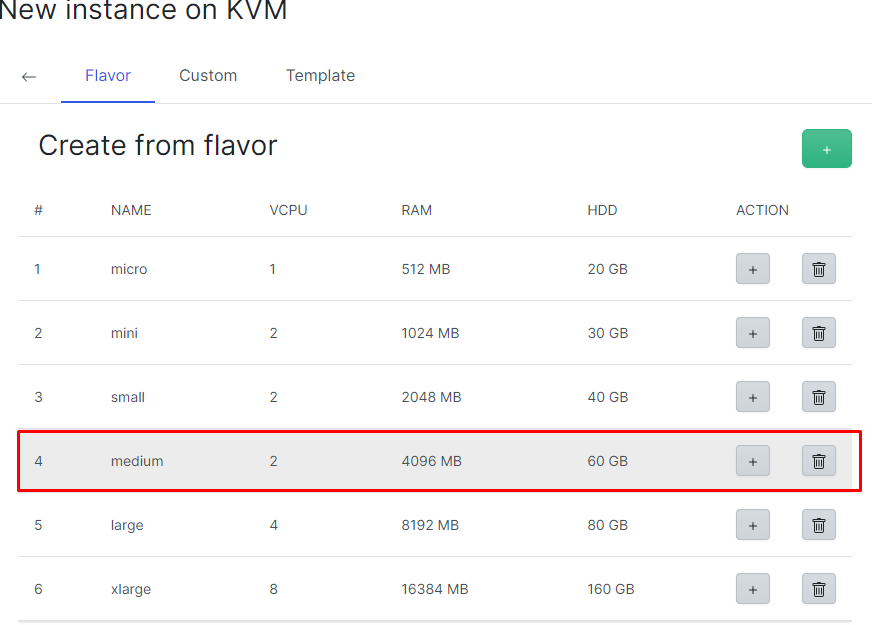 New instance on KVM
← Flavor Custom Template
Create from flavor +
# NAME VCPU RAM HDD ACTION
1 micro 1 512 MB 20 GB +
2 mini 2 1024 MB 30 GB +
3 small 2 2048 MB 40 GB +
4 medium 2 4096 MB 60 GB +
5 large 4 8192 MB 80 GB +
6 xlarge 8 16384 MB 160 GB +